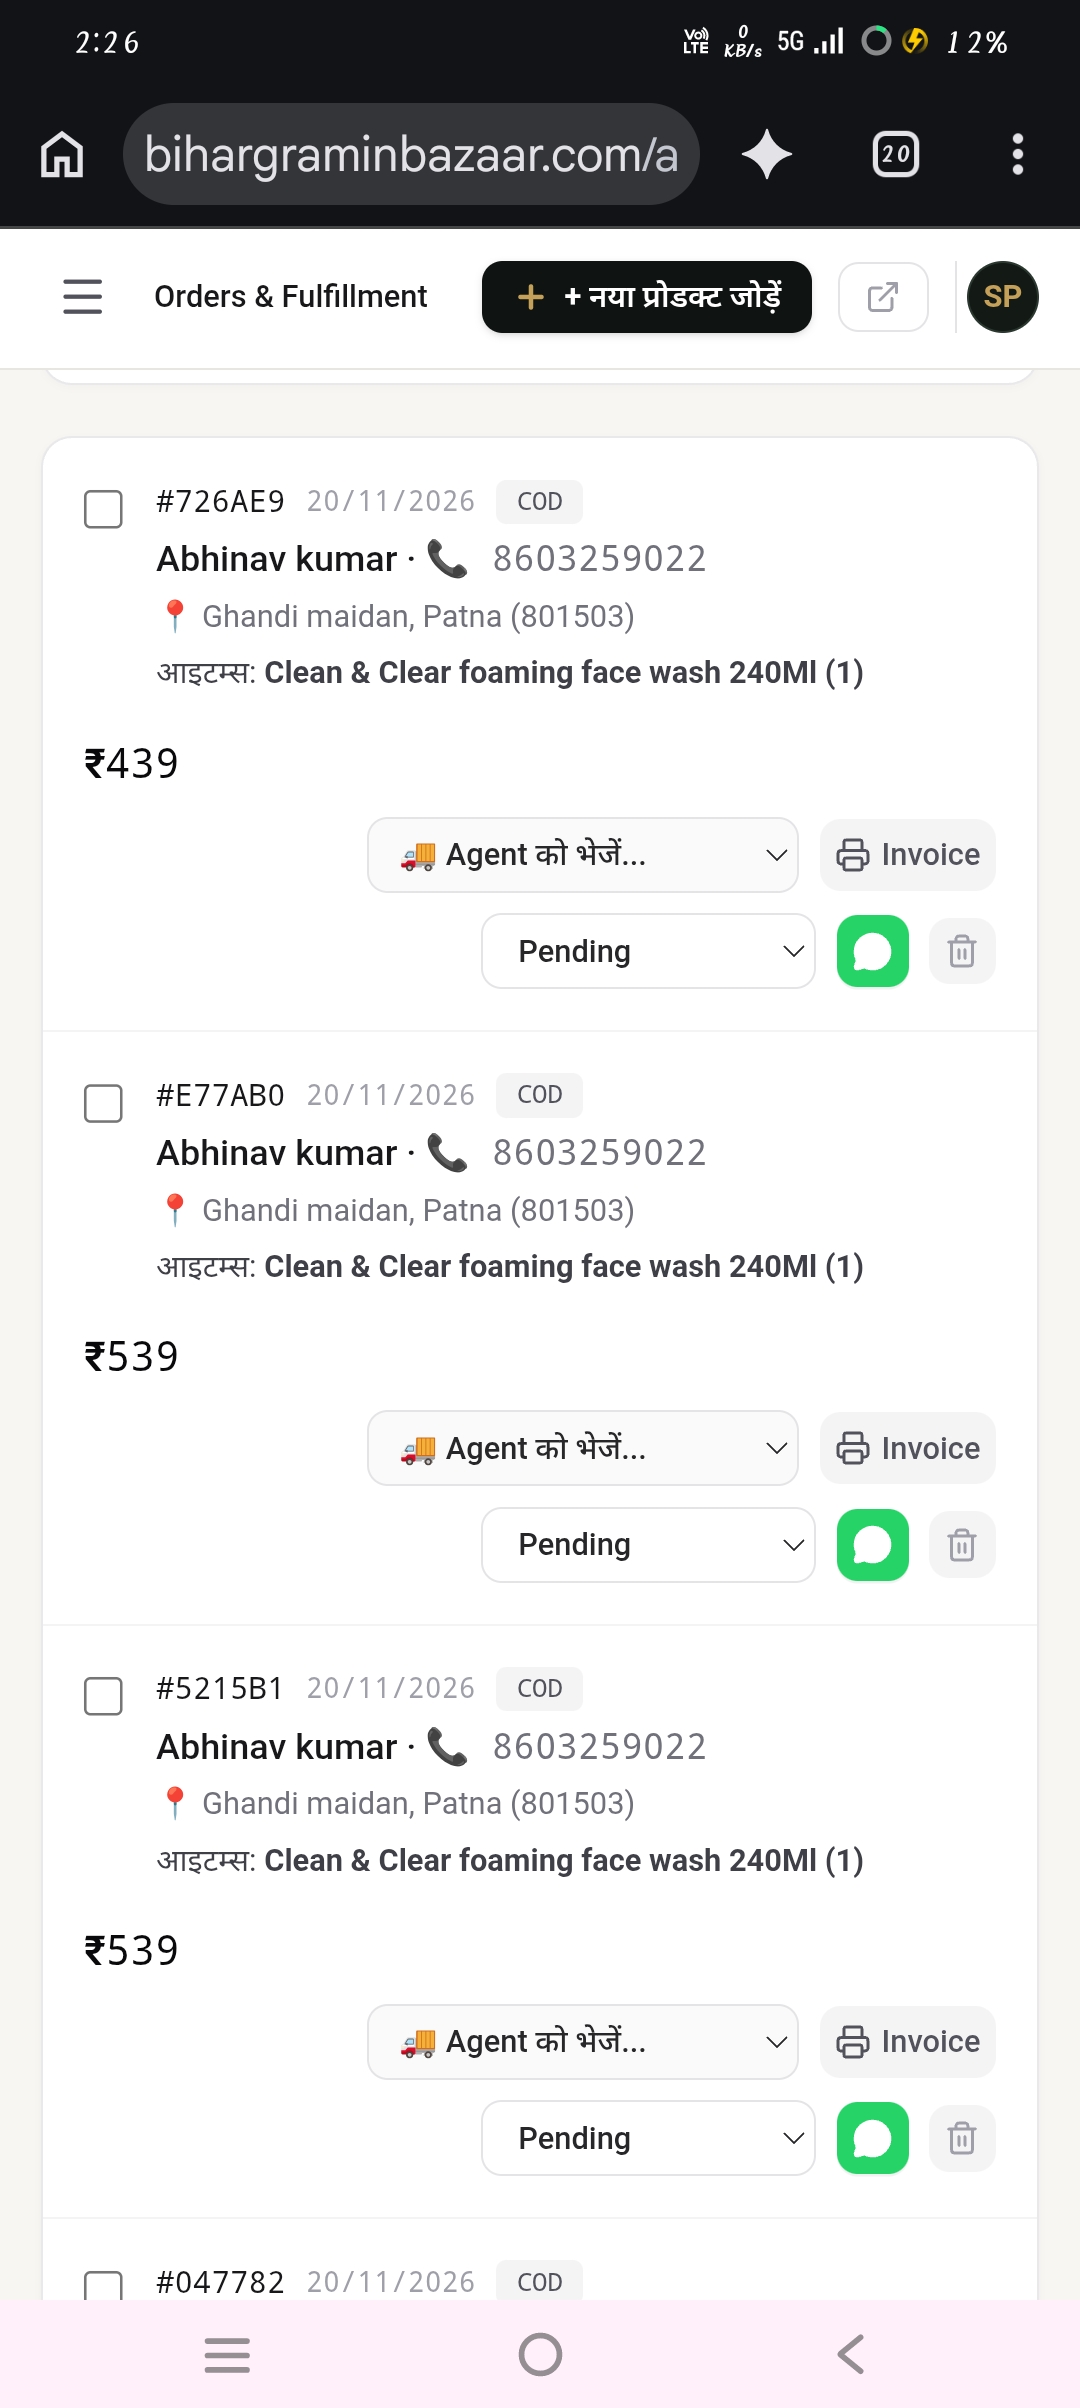 2:26 Vo) LTE 0 KB/s 5G 12%
bihargraminbazaar.com/a 20
Orders & Fulfillment + नया प्रोडक्ट जोड़ें SP
#726AE9 20/11/2026 COD
Abhinav kumar · 8603259022
Ghandi maidan, Patna (801503)
आइटम्स: Clean & Clear foaming face wash 240Ml (1)
₹439
Agent को भेजें... Invoice
Pending
#E77AB0 20/11/2026 COD
Abhinav kumar · 8603259022
Ghandi maidan, Patna (801503)
आइटम्स: Clean & Clear foaming face wash 240Ml (1)
₹539
Agent को भेजें... Invoice
Pending
#5215B1 20/11/2026 COD
Abhinav kumar · 8603259022
Ghandi maidan, Patna (801503)
आइटम्स: Clean & Clear foaming face wash 240Ml (1)
₹539
Agent को भेजें... Invoice
Pending
#047782 20/11/2026 COD